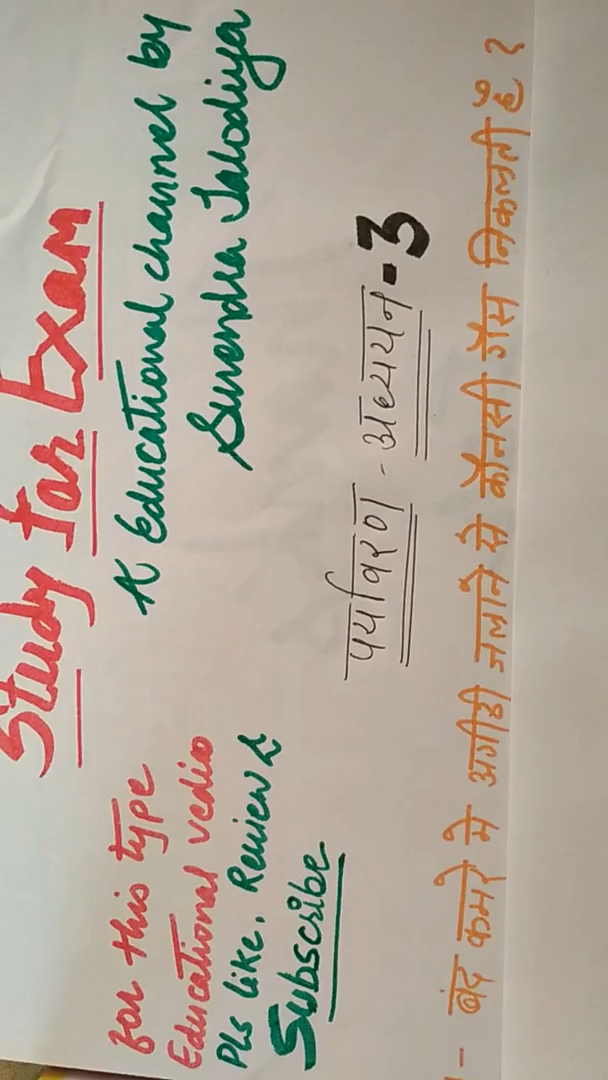 Study For Exam
A Educational channel by
Surendra Jalodiya
For this type
Educational vedio
Pls like, Review &
Subscribe
पर्यावरण - अध्ययन - 3
- बंद कमरे मे अगीठी जलाने से कौनसी गैस निकलती हैं ?